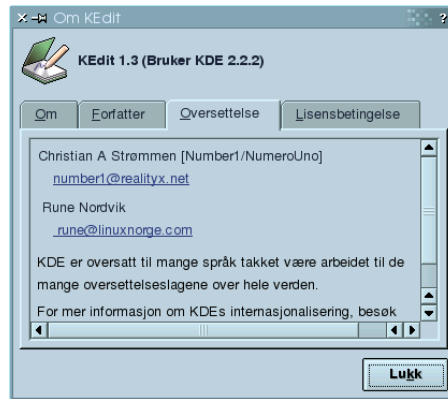 Om KEdit
?
KEdit 1.3 (Bruker KDE 2.2.2)
Om Forfatter Oversettelse Lisensbetingelse
Christian A Strømmen [Number1/NumeroUno]
number1@realityx.net
Rune Nordvik
rune@linuxnorge.com
KDE er oversatt til mange språk takket være arbeidet til de
mange oversettelseslagene over hele verden.
For mer informasjon om KDEs internasjonalisering, besøk
Lukk